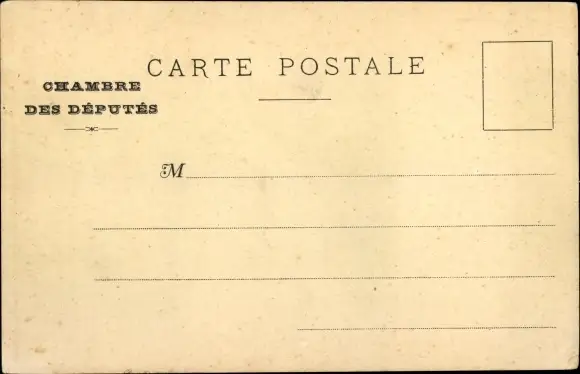 CARTE POSTALE
CHAMBRE
DES DÉPUTÉS
M